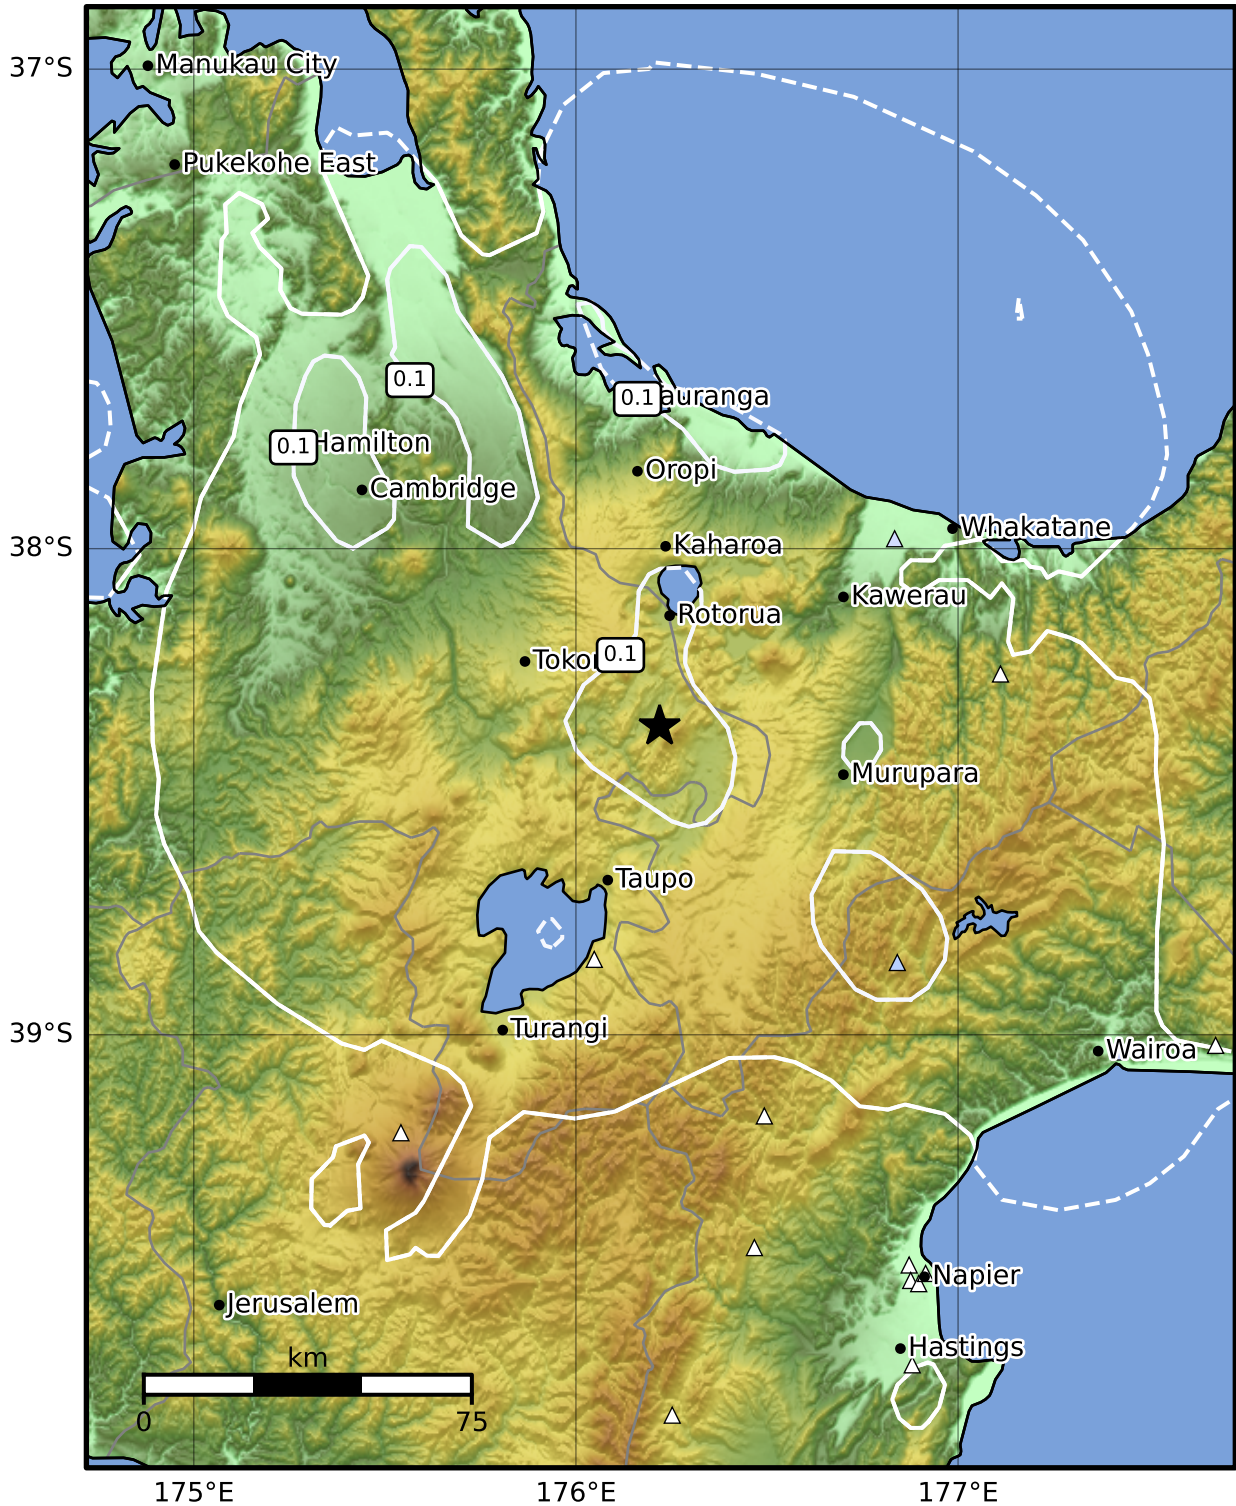 37°S
Manukau City
Pukekohe East
0.1
0.1
auranga
0.1
Hamilton
Oropi
Cambridge
Whakatane
38°S
Kaharoa
Kawerau
Rotorua
0.1
Murupara
Taupo
Turangi
39°S
Wairoa
Napier
Jerusalem
Hastings
km
0
75
175°E
176°E
177°E